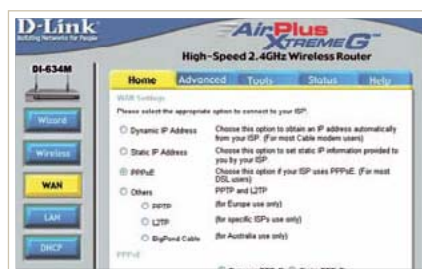 D-Link
Building Networks for People
AirPlus
XTREME G™
High-Speed 2.4GHz Wireless Router
DI-634M
Home Advanced Tools Status Help
WAN Settings
Please select the appropriate option to connect to your ISP:
Dynamic IP Address Choose this option to obtain an IP address automatically from your ISP. (For most Cable modem users)
Static IP Address Choose this option to set static IP information provided to you by your ISP.
PPPoE Choose this option if your ISP uses PPPoE. (For most DSL users)
Others PPTP and L2TP
PPTP (for Europe use only)
L2TP (for specific ISPs use only)
BigPond Cable (for Australia use only)
PPPoE
Wizard
Wireless
WAN
LAN
DHCP